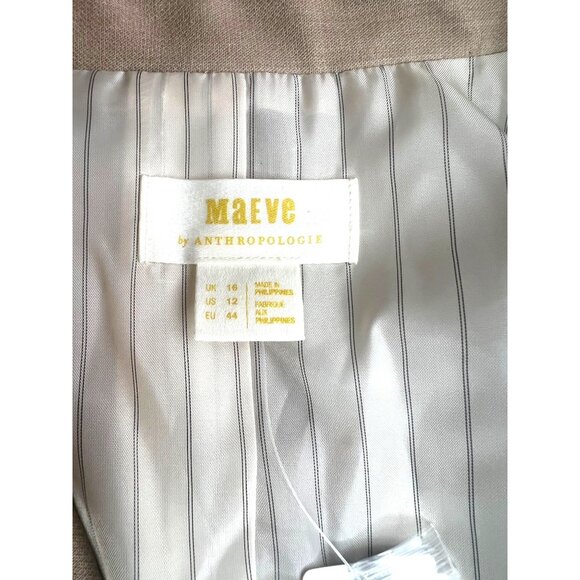 MaEVe
by ANTHROPOLOGIE
UK 16
US 12
EU 44
MADE IN
PHILIPPINES
FABRIQUÉ
AUX
PHILIPPINES